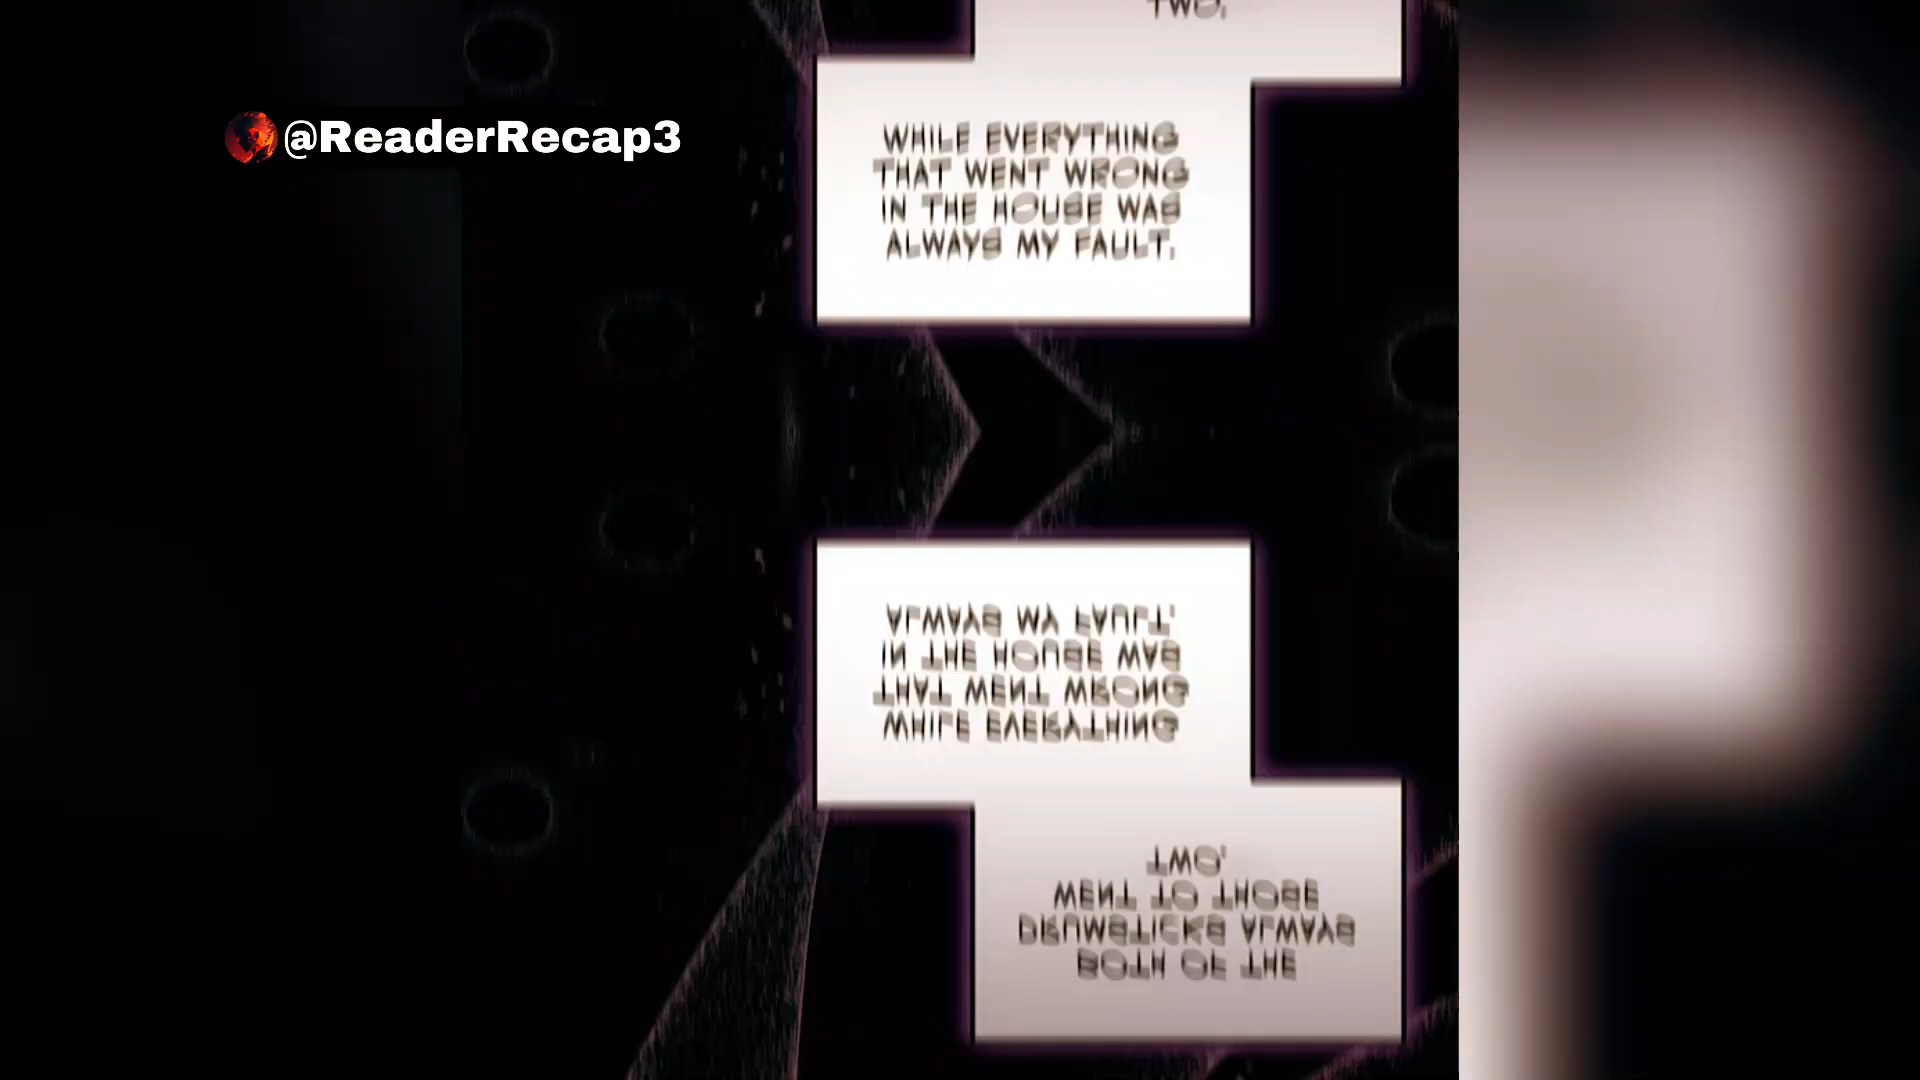 TWO,
@ReaderRecap3
WHILE EVERYTHING
THAT WENT WRONG
IN THE HOUSE WAS
ALWAYS MY FAULT.
ALWAYS MY FAULT.
IN THE HOUSE WAS
THAT WENT WRONG
WHILE EVERYTHING
TWO,
WENT TO THOSE
DRUMSTICKS ALWAYS
BOTH OF THE